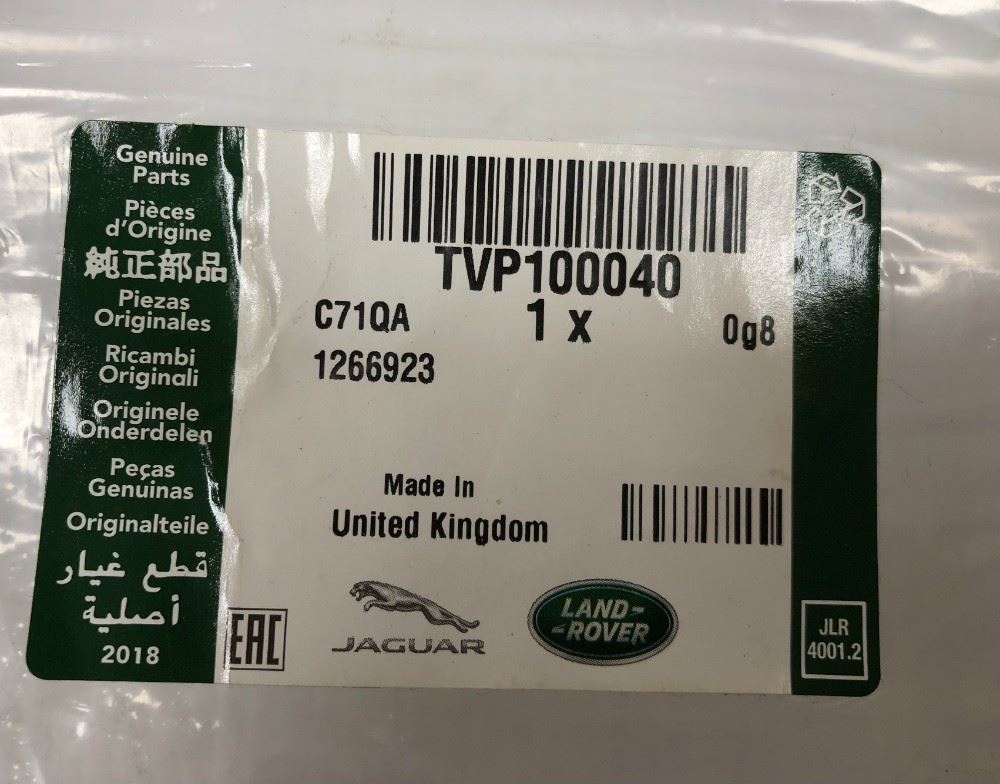 Genuine
Parts
Pièces
d'Origine
純正部品
Piezas
Originales
Ricambi
Originali
Originele
Onderdelen
Peças
Genuinas
Originalteile
قطع غيار
أصلية
2018
TVP100040
C71QA
1 x
0g8
1266923
Made In
United Kingdom
EAC
JAGUAR
LAND-
-ROVER
JLR
4001.2